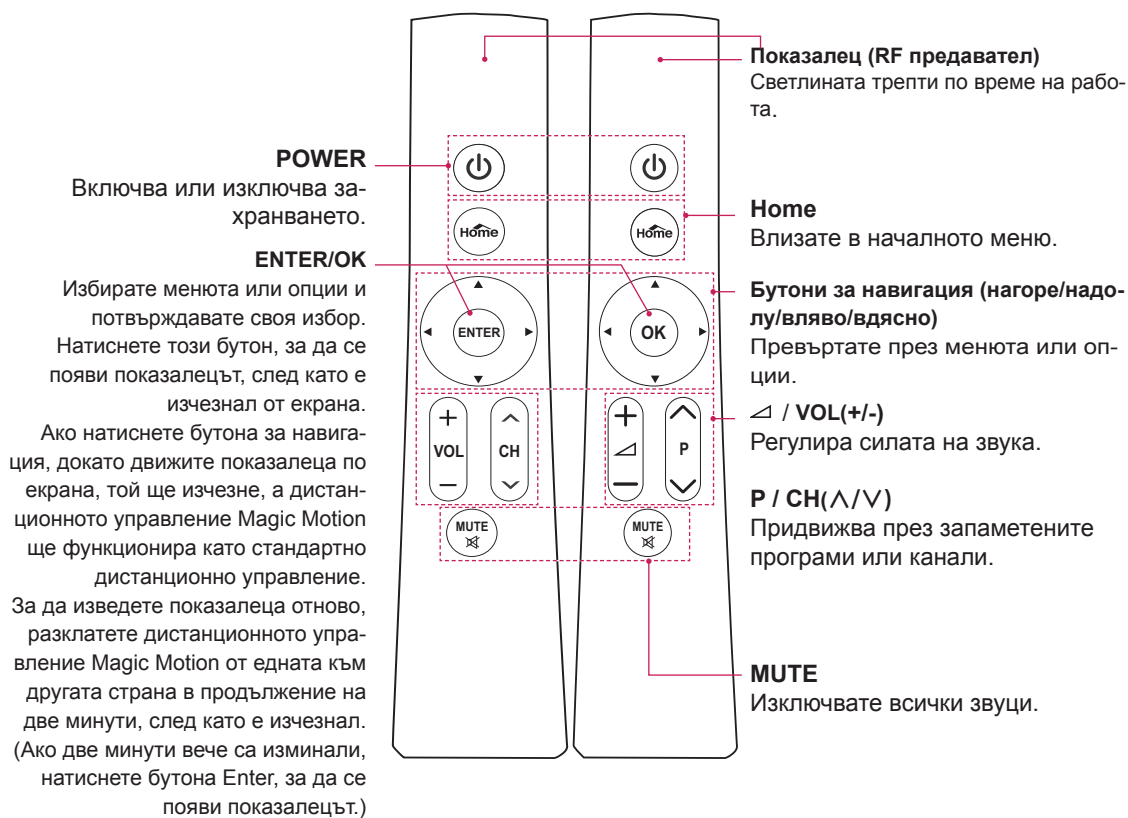 POWER
Включва или изключва за-
хранването.
ENTER/OK
Избирате менюта или опции и
потвърждавате своя избор.
Натиснете този бутон, за да се
появи показалецът, след като е
изчезнал от екрана.
Ако натиснете бутона за навига-
ция, докато движите показалеца по
екрана, той ще изчезне, а дистан-
ционното управление Magic Motion
ще функционира като стандартно
дистанционно управление.
За да изведете показалеца отново,
разклатете дистанционното упра-
вление Magic Motion от едната към
другата страна в продължение на
две минути, след като е изчезнал.
(Ако две минути вече са изминали,
натиснете бутона Enter, за да се
появи показалецът.)
Home
ENTER
+
VOL
−
CH
MUTE
Home
OK
+
−
P
MUTE
Показалец (RF предавател)
Светлината трепти по време на рабо-
та.
Home
Влизате в началното меню.
Бутони за навигация (нагоре/надо-
лу/вляво/вдясно)
Превъртате през менюта или оп-
ции.
⊿ / VOL(+/-)
Регулира силата на звука.
P / CH(∧/∨)
Придвижва през запаметените
програми или канали.
MUTE
Изключвате всички звуци.